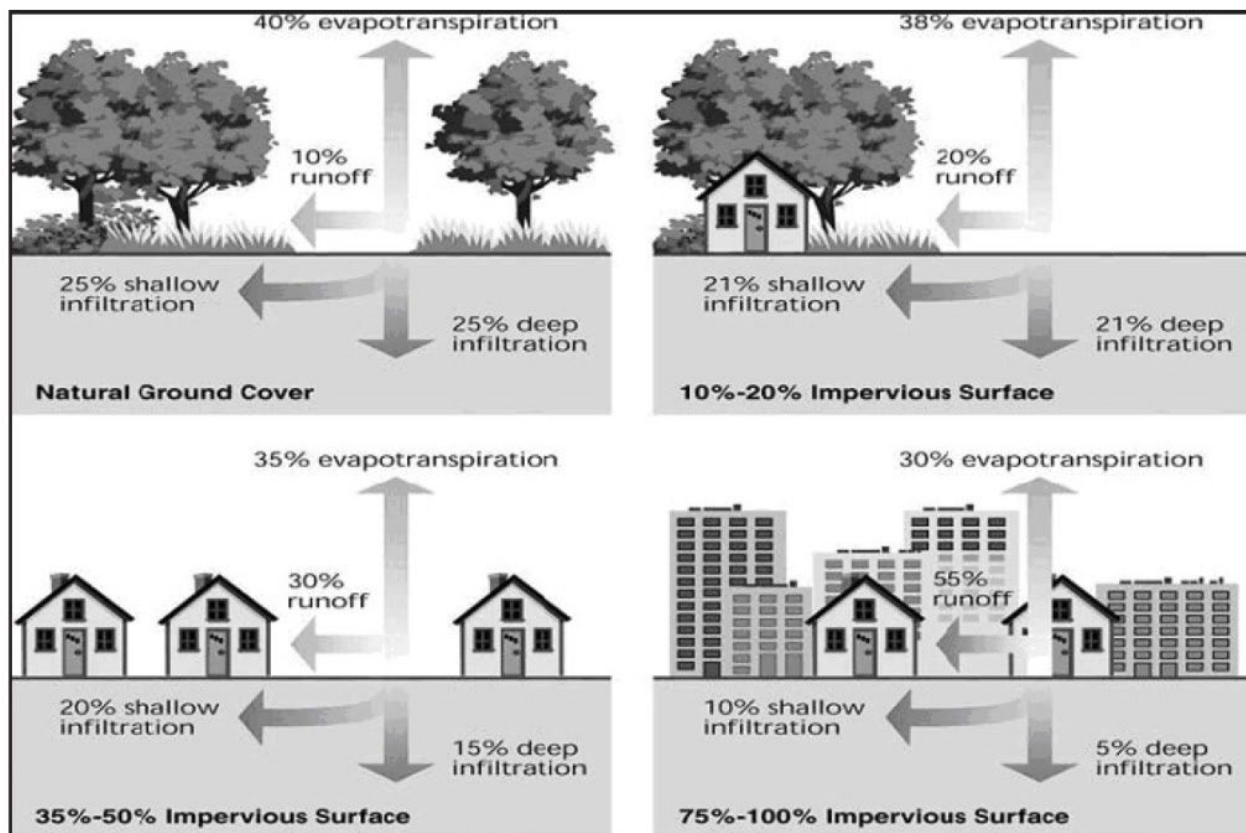 40% evapotranspiration
10%
runoff
25% shallow
infiltration
25% deep
infiltration
Natural Ground Cover
38% evapotranspiration
20%
runoff
21% shallow
infiltration
21% deep
infiltration
10%-20% Impervious Surface
35% evapotranspiration
30%
runoff
20% shallow
infiltration
15% deep
infiltration
35%-50% Impervious Surface
30% evapotranspiration
55%
runoff
10% shallow
infiltration
5% deep
infiltration
75%-100% Impervious Surface